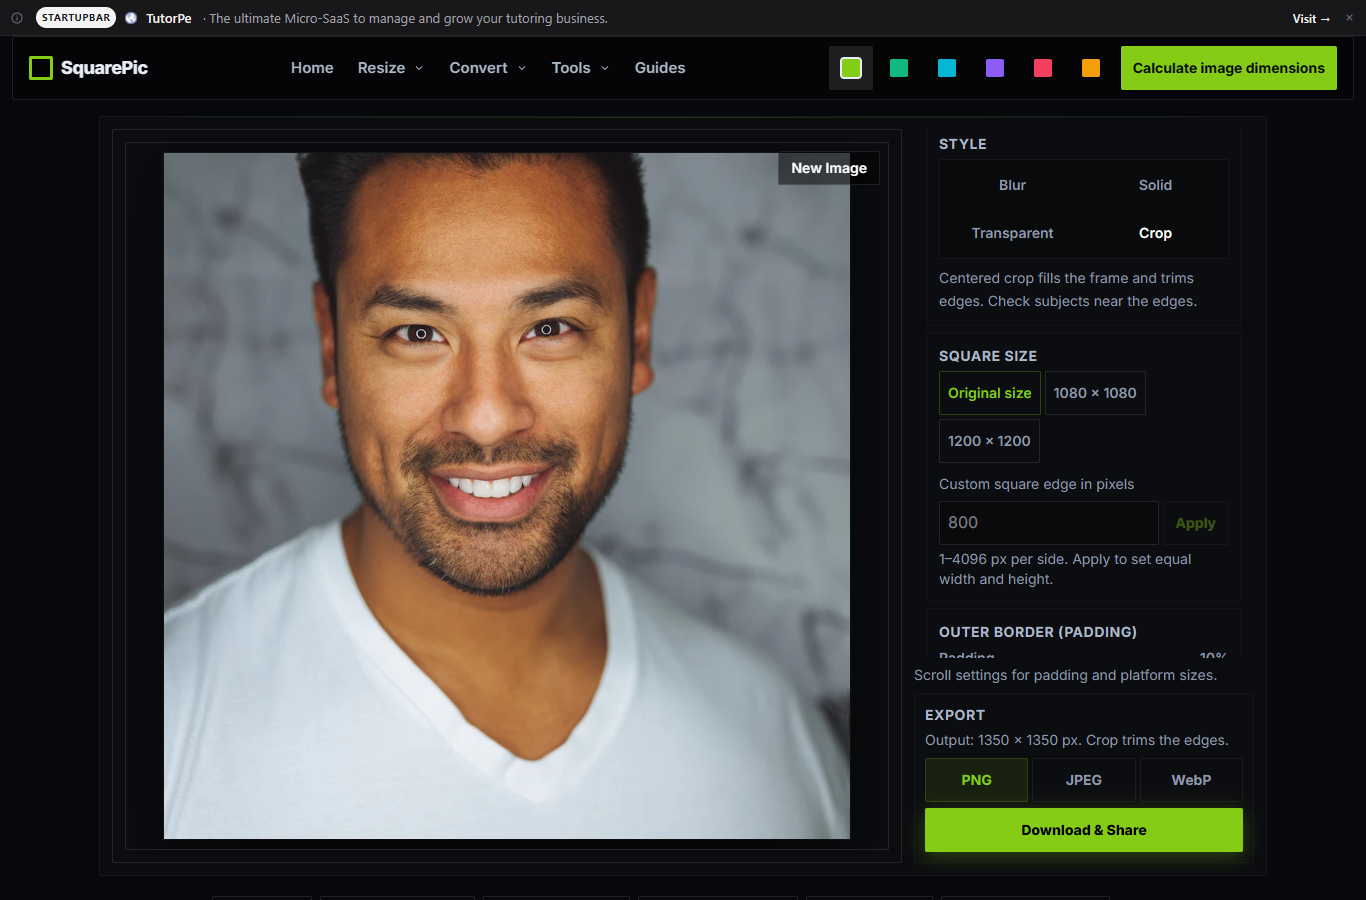 STARTUPBAR TutorPe · The ultimate Micro-SaaS to manage and grow your tutoring business. Visit → ×
SquarePic Home Resize Convert Tools Guides Calculate image dimensions
New Image
STYLE
Blur Solid
Transparent Crop
Centered crop fills the frame and trims
edges. Check subjects near the edges.
SQUARE SIZE
Original size 1080 × 1080
1200 × 1200
Custom square edge in pixels
800 Apply
1–4096 px per side. Apply to set equal
width and height.
OUTER BORDER (PADDING)
Padding 10%
Scroll settings for padding and platform sizes.
EXPORT
Output: 1350 × 1350 px. Crop trims the edges.
PNG JPEG WebP
Download & Share